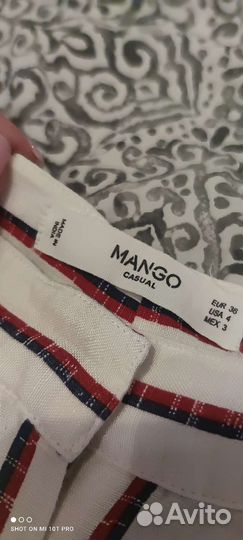 MADE IN
INDIA
MANGO
CASUAL
EUR 36
USA 4
MEX 3
SHOT ON MI 10T PRO
Avito